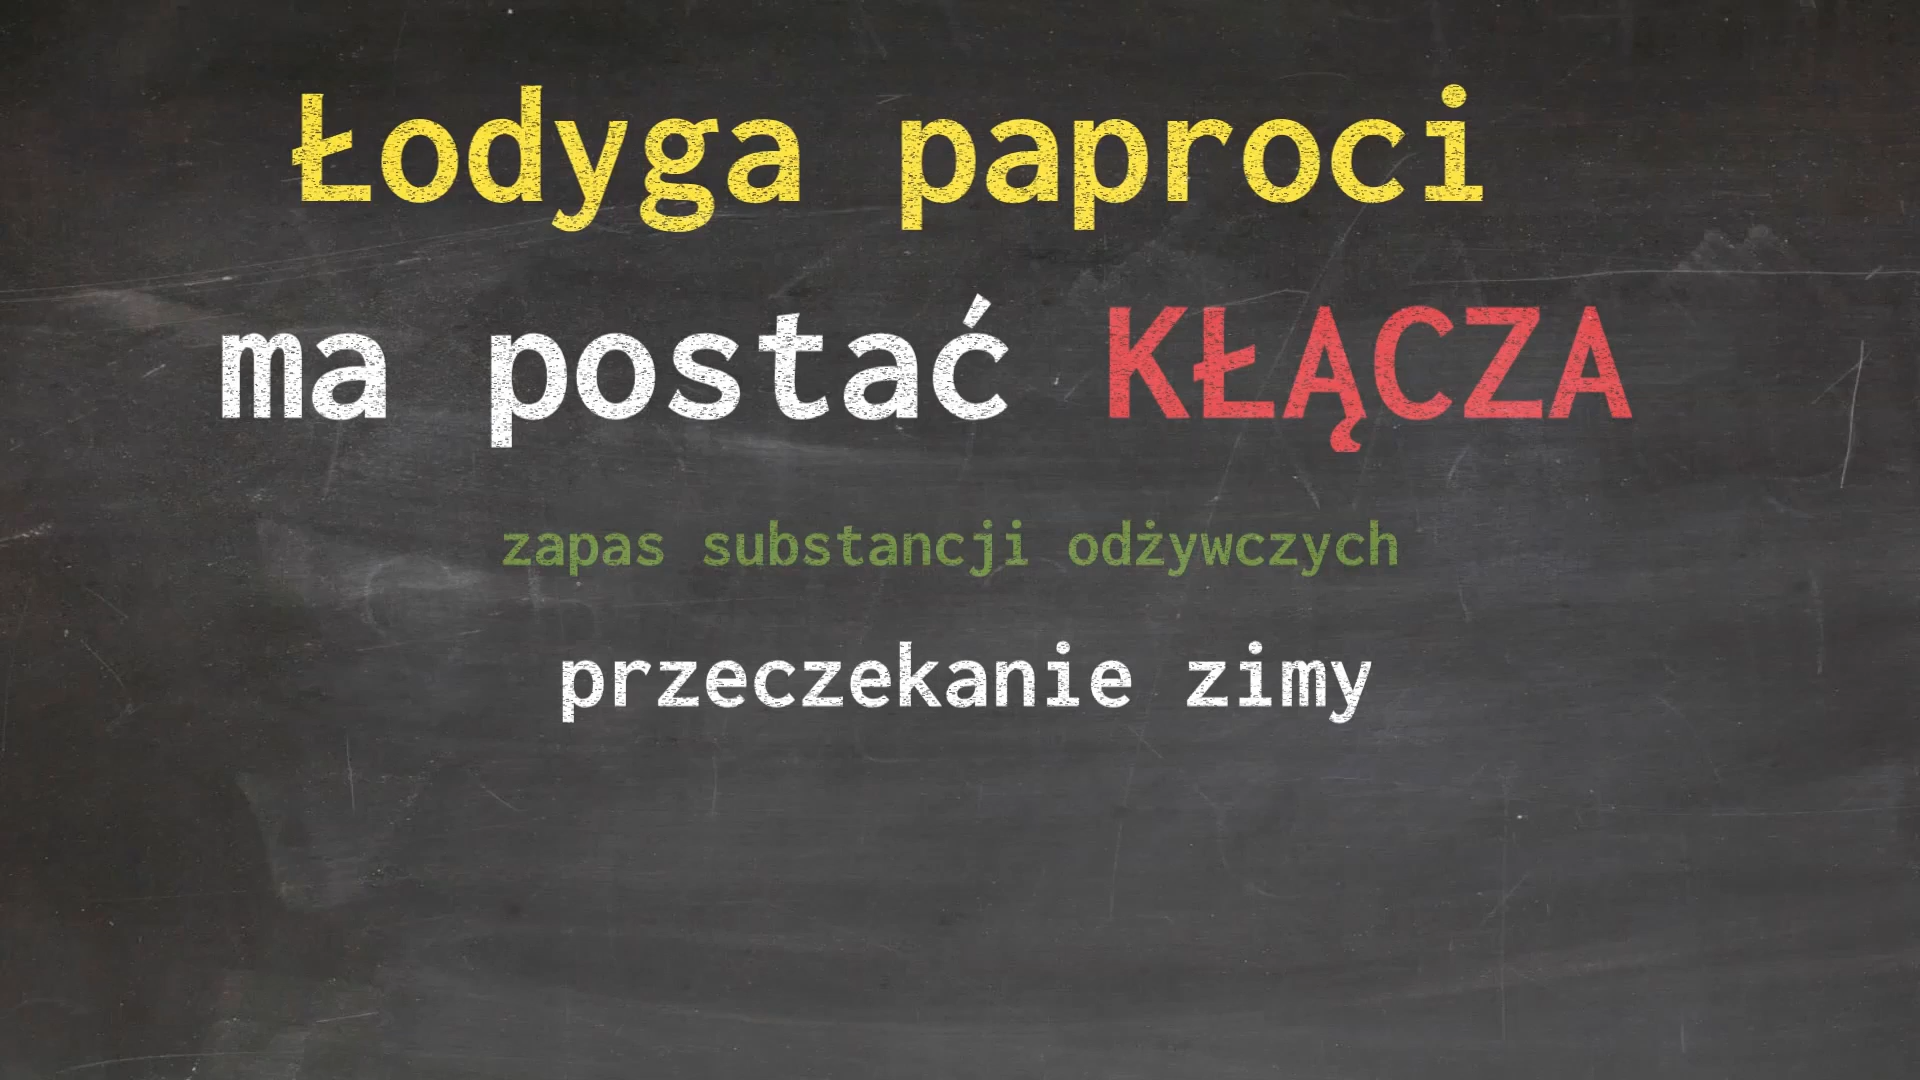 Łodyga paproci
ma postać KŁĄCZA
zapas substancji odżywczych
przeczekanie zimy